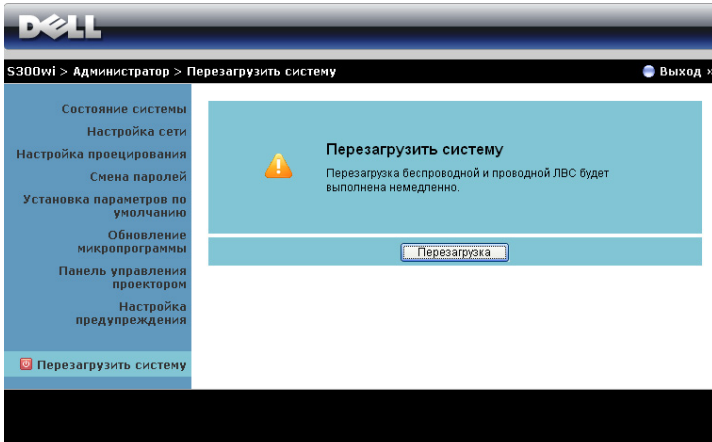 DELL
S300wi > Администратор > Перезагрузить систему
Выход »
Состояние системы
Настройка сети
Настройка проецирования
Смена паролей
Установка параметров по
умолчанию
Обновление
микропрограммы
Панель управления
проектором
Настройка
предупреждения
Перезагрузить систему
Перезагрузить систему
Перезагрузка беспроводной и проводной ЛВС будет
выполнена немедленно.
Перезагрузка